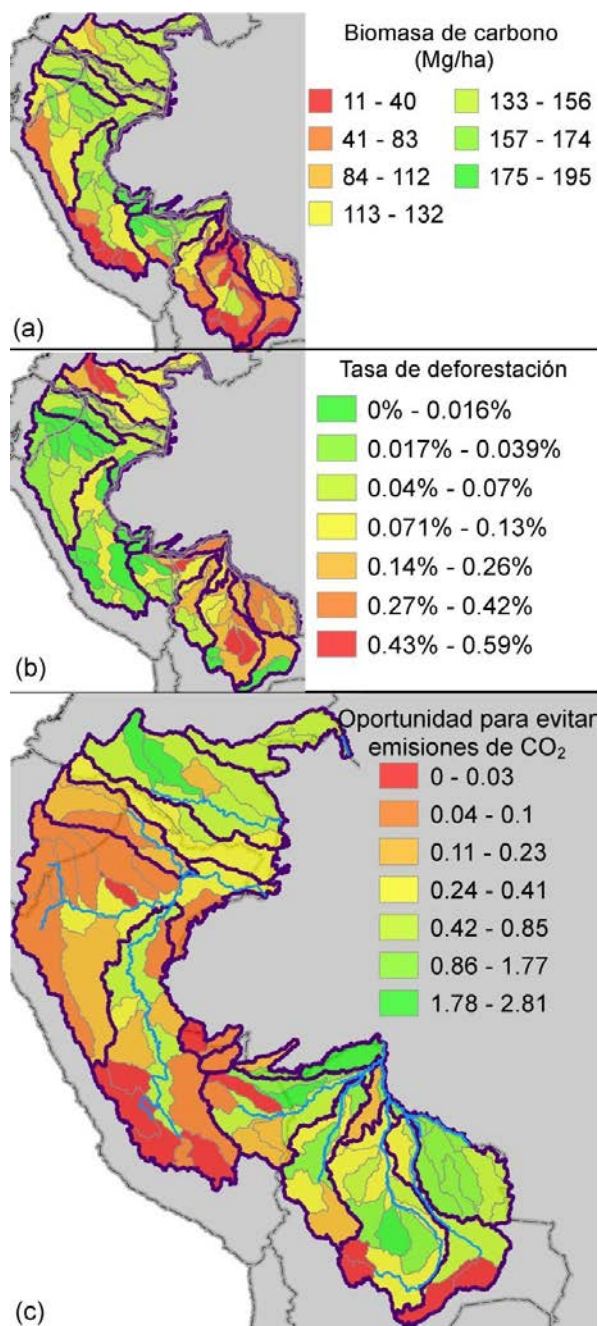 Biomasa de carbono
(Mg/ha)
11 - 40
41 - 83
84 - 112
113 - 132
133 - 156
157 - 174
175 - 195
(a)
Tasa de deforestación
0% - 0.016%
0.017% - 0.039%
0.04% - 0.07%
0.071% - 0.13%
0.14% - 0.26%
0.27% - 0.42%
0.43% - 0.59%
(b)
Oportunidad para evitar
emisiones de CO₂
0 - 0.03
0.04 - 0.1
0.11 - 0.23
0.24 - 0.41
0.42 - 0.85
0.86 - 1.77
1.78 - 2.81
(c)